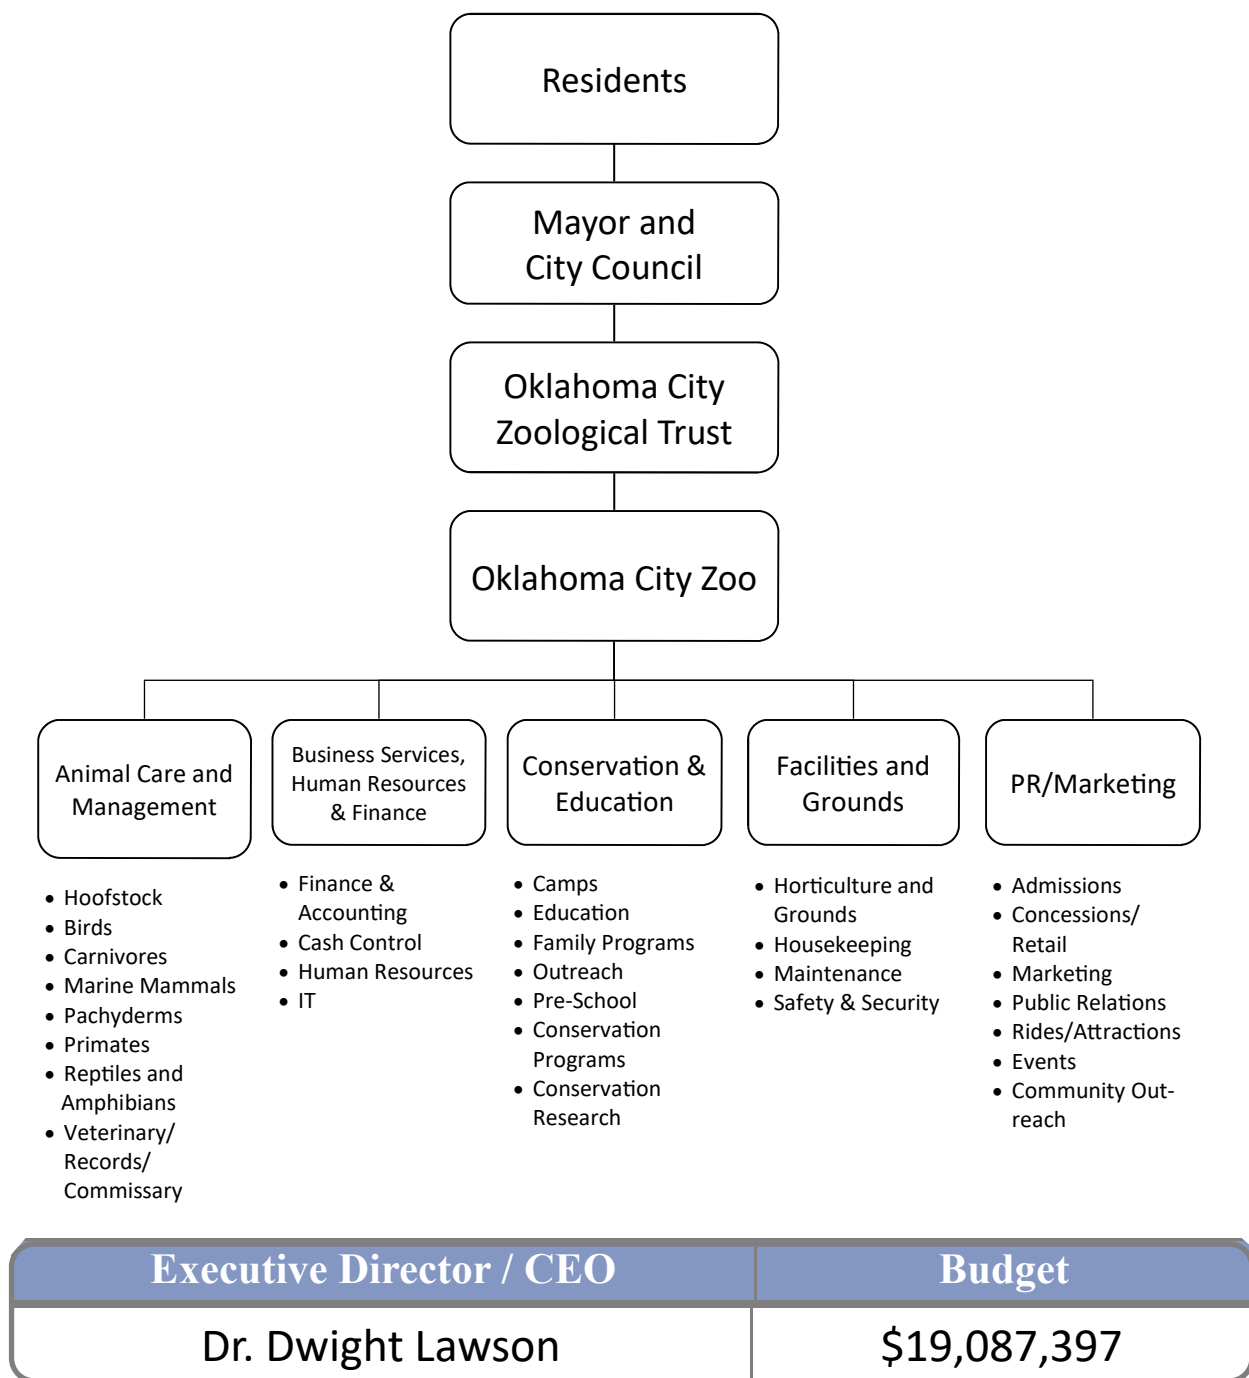 Residents
Mayor and
City Council
Oklahoma City
Zoological Trust
Oklahoma City Zoo
Animal Care and
Management
• Hoofstock
• Birds
• Carnivores
• Marine Mammals
• Pachyderms
• Primates
• Reptiles and
Amphibians
• Veterinary/
Records/
Commissary
Business Services,
Human Resources
& Finance
• Finance &
Accounting
• Cash Control
• Human Resources
• IT
Conservation &
Education
• Camps
• Education
• Family Programs
• Outreach
• Pre-School
• Conservation
Programs
• Conservation
Research
Facilities and
Grounds
• Horticulture and
Grounds
• Housekeeping
• Maintenance
• Safety & Security
PR/Marketing
• Admissions
• Concessions/
Retail
• Marketing
• Public Relations
• Rides/Attractions
• Events
• Community Out-
reach
Executive Director / CEO
Budget
Dr. Dwight Lawson
$19,087,397